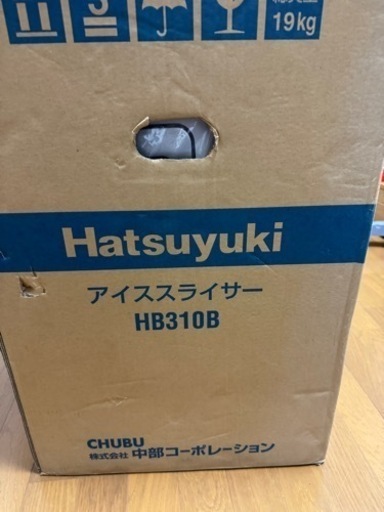 19kg
Hatsuyuki
アイススライサー
HB310B
CHUBU
株式会社 中部コーポレーション